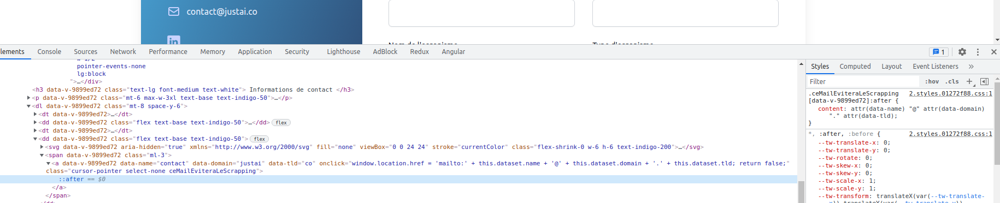 contact@justai.co
in
Nom de l'organisme
Type d'organisme
lements Console Sources Network Performance Memory Application Security Lighthouse AdBlock Redux Angular 1
pointer-events-none
lg:block
">…</div>
<h3 data-v-9899ed72 class="text-lg font-medium text-white"> Informations de contact </h3>
<p data-v-9899ed72 class="mt-6 max-w-3xl text-base text-indigo-50">…</p>
<dl data-v-9899ed72 class="mt-8 space-y-6">
<dt data-v-9899ed72>…</dt>
<dd data-v-9899ed72 class="flex text-base text-indigo-50">…</dd> flex
<dt data-v-9899ed72>…</dt>
<dd data-v-9899ed72 class="flex text-base text-indigo-50"> flex
<svg data-v-9899ed72 aria-hidden="true" xmlns="http://www.w3.org/2000/svg" fill="none" viewBox="0 0 24 24" stroke="currentColor" class="flex-shrink-0 w-6 h-6 text-indigo-200">…</svg>
<span data-v-9899ed72 class="ml-3">
<a data-v-9899ed72 data-name="contact" data-domain="justai" data-tld="co" onclick="window.location.href = 'mailto:' + this.dataset.name + '@' + this.dataset.domain + '.' + this.dataset.tld; return false;"
class="cursor-pointer select-none ceMailEviteraLeScrapping">
::after == $0
</a>
</span>
Styles Computed Layout Event Listeners »
Filter :hov .cls +
.ceMailEviteraLeScrapping 2.styles.01272f88.css:1
[data-v-9899ed72]:after {
content: attr(data-name) "@" attr(data-domain)
"." attr(data-tld);
}
*, :after, :before { 2.styles.01272f88.css:1
--tw-translate-x: 0;
--tw-translate-y: 0;
--tw-rotate: 0;
--tw-skew-x: 0;
--tw-skew-y: 0;
--tw-scale-x: 1;
--tw-scale-y: 1;
--tw-transform: translateX(var(--tw-translate-
x)) translateY(var(--tw-translate-y))